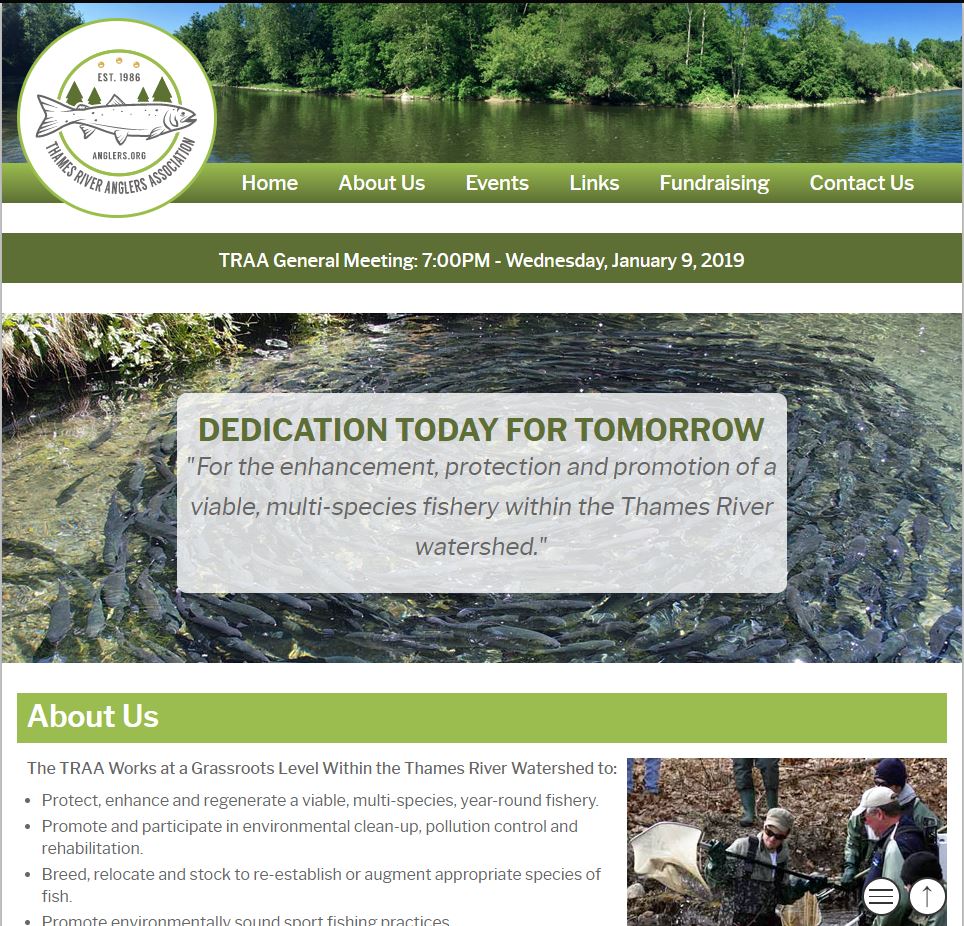 EST. 1986
ANGLERS.ORG
THAMES RIVER ANGLERS ASSOCIATION
Home About Us Events Links Fundraising Contact Us
TRAA General Meeting: 7:00PM - Wednesday, January 9, 2019
DEDICATION TODAY FOR TOMORROW
"For the enhancement, protection and promotion of a
viable, multi-species fishery within the Thames River
watershed."
About Us
The TRAA Works at a Grassroots Level Within the Thames River Watershed to:
• Protect, enhance and regenerate a viable, multi-species, year-round fishery.
• Promote and participate in environmental clean-up, pollution control and
rehabilitation.
• Breed, relocate and stock to re-establish or augment appropriate species of
fish.
• Promote environmentally sound sport fishing practices.